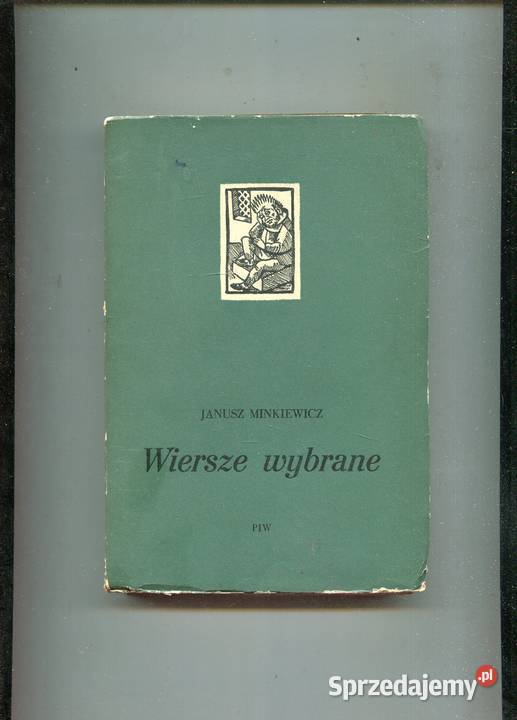 JANUSZ MINKIEWICZ
Wiersze wybrane
PIW
Sprzedajemy.pl